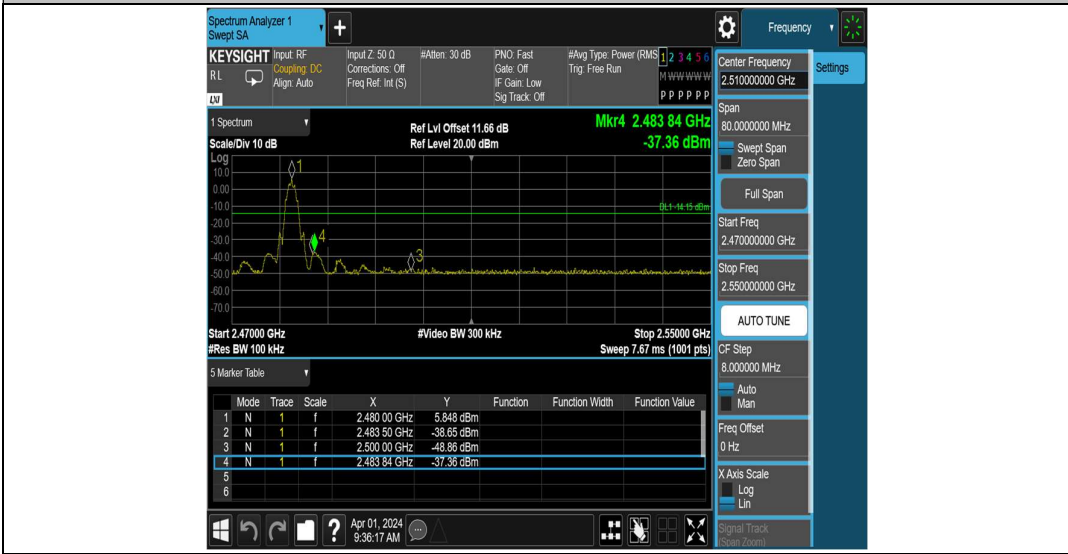 Spectrum Analyzer 1
Swept SA
+
Frequency
KEYSIGHT
RL
LXI
Input: RF
Coupling: DC
Align: Auto
Input Z: 50 Ω
Corrections: Off
Freq Ref: Int (S)
#Atten: 30 dB
PNO: Fast
Gate: Off
IF Gain: Low
Sig Track: Off
#Avg Type: Power (RMS
Trig: Free Run
1 2 3 4 5 6
M W W W W W
P P P P P P
1 Spectrum
Scale/Div 10 dB
Ref Lvl Offset 11.66 dB
Ref Level 20.00 dBm
Mkr4 2.483 84 GHz
-37.36 dBm
Log
10.0
0.00
-10.0
-20.0
-30.0
-40.0
-50.0
-60.0
-70.0
1
4
3
DL1 -14.15 dBm
Start 2.47000 GHz
#Res BW 100 kHz
#Video BW 300 kHz
Stop 2.55000 GHz
Sweep 7.67 ms (1001 pts)
5 Marker Table
Mode Trace Scale X Y Function Function Width Function Value
1 N 1 f 2.480 00 GHz 5.848 dBm
2 N 1 f 2.483 50 GHz -38.65 dBm
3 N 1 f 2.500 00 GHz -48.86 dBm
4 N 1 f 2.483 84 GHz -37.36 dBm
5
6
?
Apr 01, 2024
9:36:17 AM
Center Frequency
2.510000000 GHz
Settings
Span
80.0000000 MHz
Swept Span
Zero Span
Full Span
Start Freq
2.470000000 GHz
Stop Freq
2.550000000 GHz
AUTO TUNE
CF Step
8.000000 MHz
Auto
Man
Freq Offset
0 Hz
X Axis Scale
Log
Lin
Signal Track
(Span Zoom)